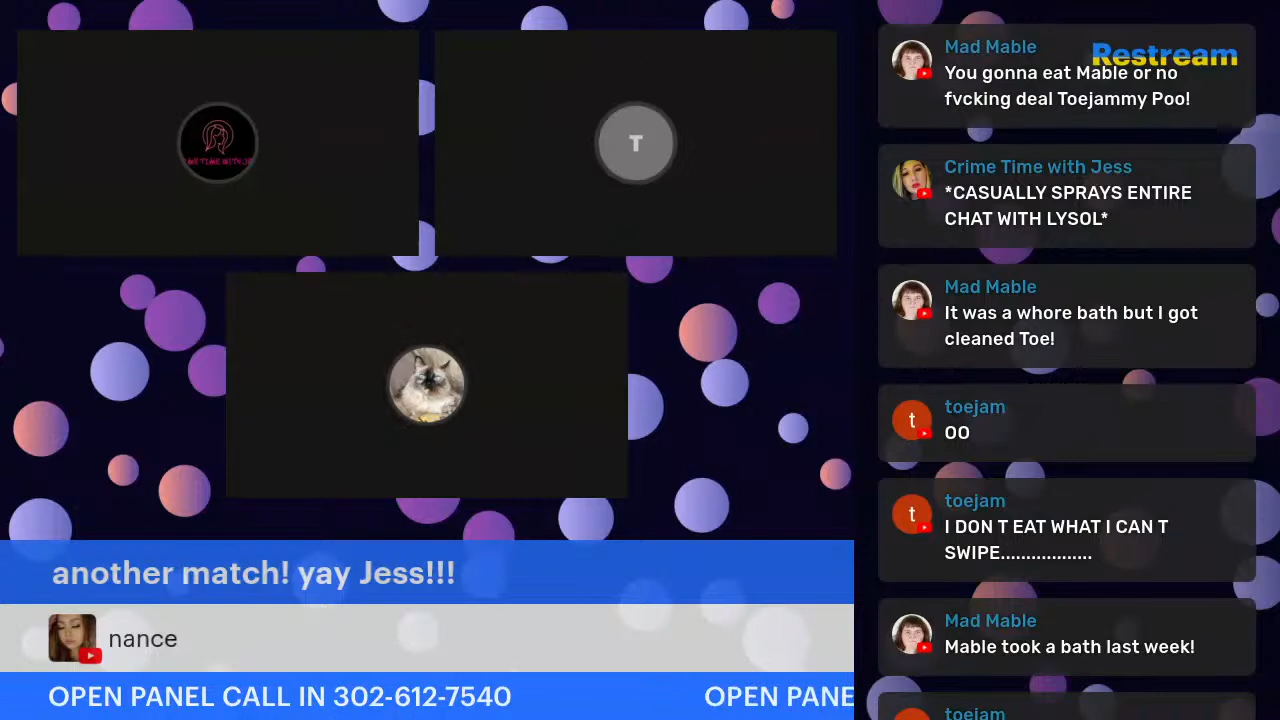 T
another match! yay Jess!!!
nance
OPEN PANEL CALL IN 302-612-7540
OPEN PANE
Restream
Mad Mable
You gonna eat Mable or no
fvcking deal Toejammy Poo!
Crime Time with Jess
*CASUALLY SPRAYS ENTIRE
CHAT WITH LYSOL*
Mad Mable
It was a whore bath but I got
cleaned Toe!
t
toejam
OO
t
toejam
I DON T EAT WHAT I CAN T
SWIPE.................
Mad Mable
Mable took a bath last week!
toejam